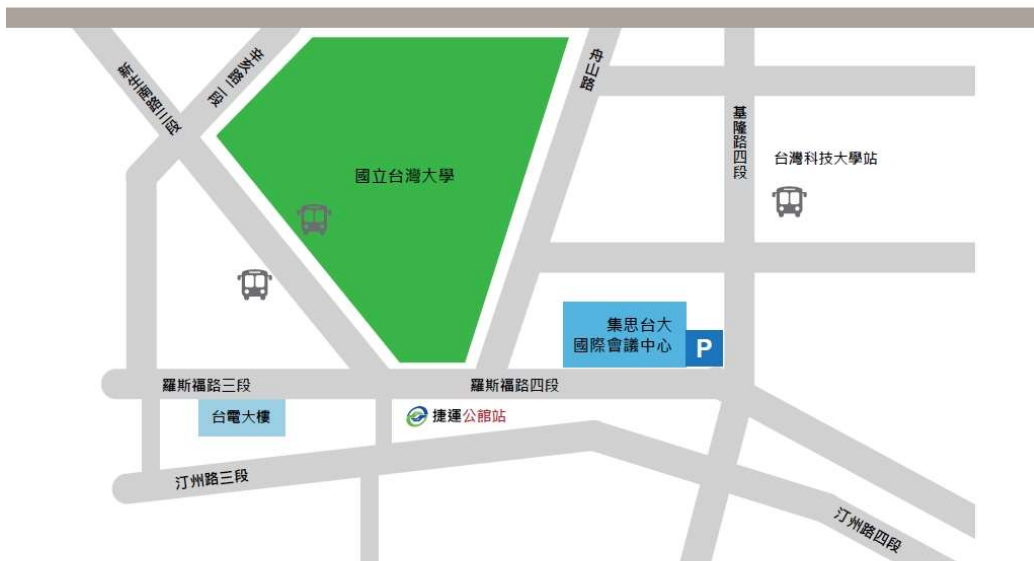 新生南路三段
辛亥路二段
舟山路
基隆路四段
國立台灣大學
台灣科技大學站
集思台大
國際會議中心
P
羅斯福路三段
羅斯福路四段
台電大樓
捷運公館站
汀州路三段
汀州路四段